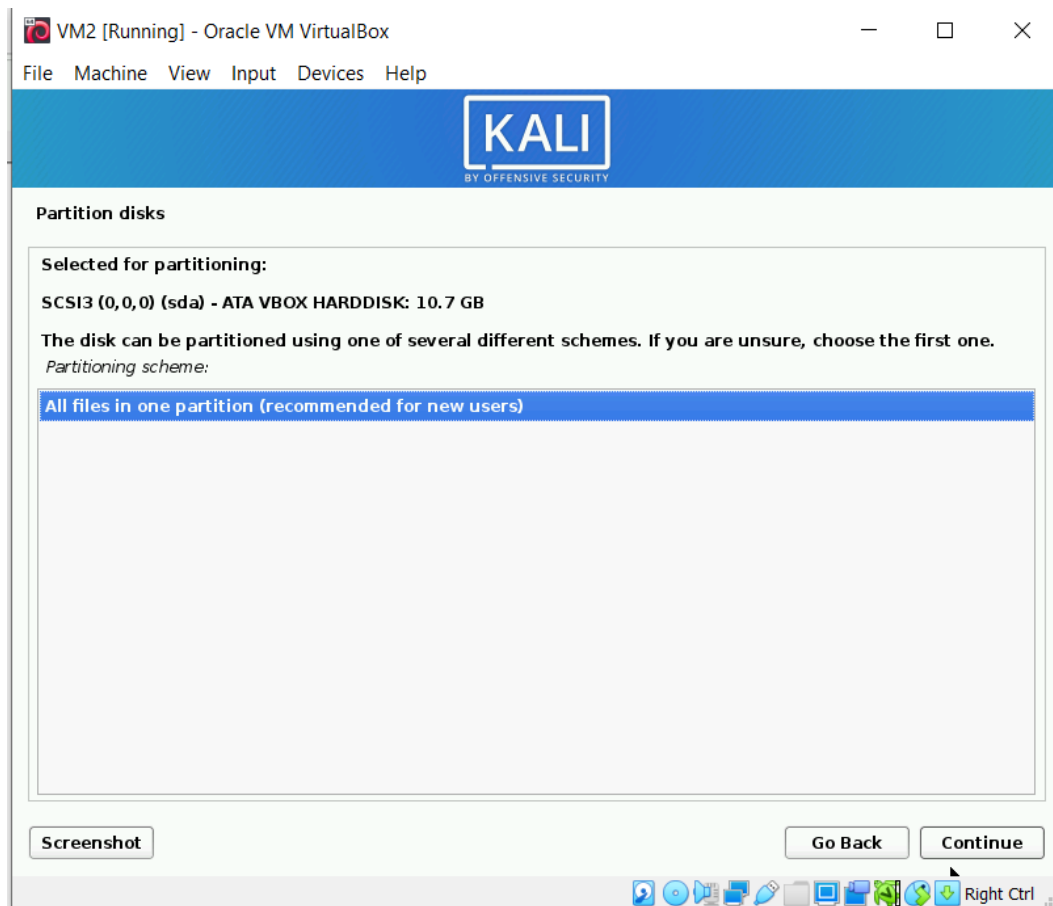 VM2 [Running] - Oracle VM VirtualBox
File Machine View Input Devices Help
KALI
BY OFFENSIVE SECURITY
Partition disks
Selected for partitioning:
SCSI3 (0,0,0) (sda) - ATA VBOX HARDDISK: 10.7 GB
The disk can be partitioned using one of several different schemes. If you are unsure, choose the first one.
Partitioning scheme:
All files in one partition (recommended for new users)
Screenshot Go Back Continue
Right Ctrl